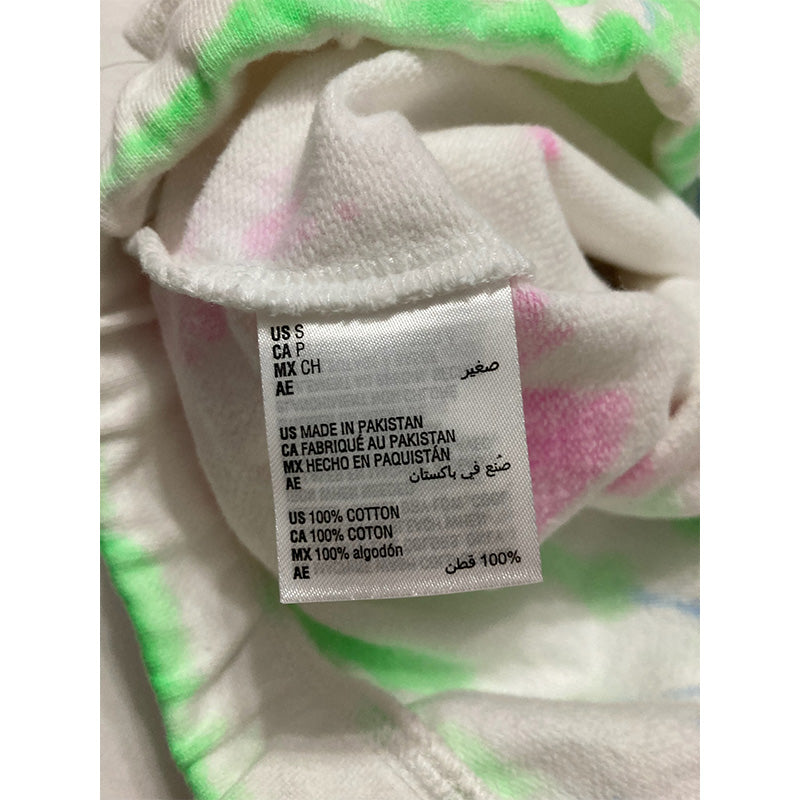 US S
CA P
MX CH
AE صغير
US MADE IN PAKISTAN
CA FABRIQUÉ AU PAKISTAN
MX HECHO EN PAQUISTÁN
AE صُنع في باكستان
US 100% COTTON
CA 100% COTON
MX 100% algodón
AE 100% قطن